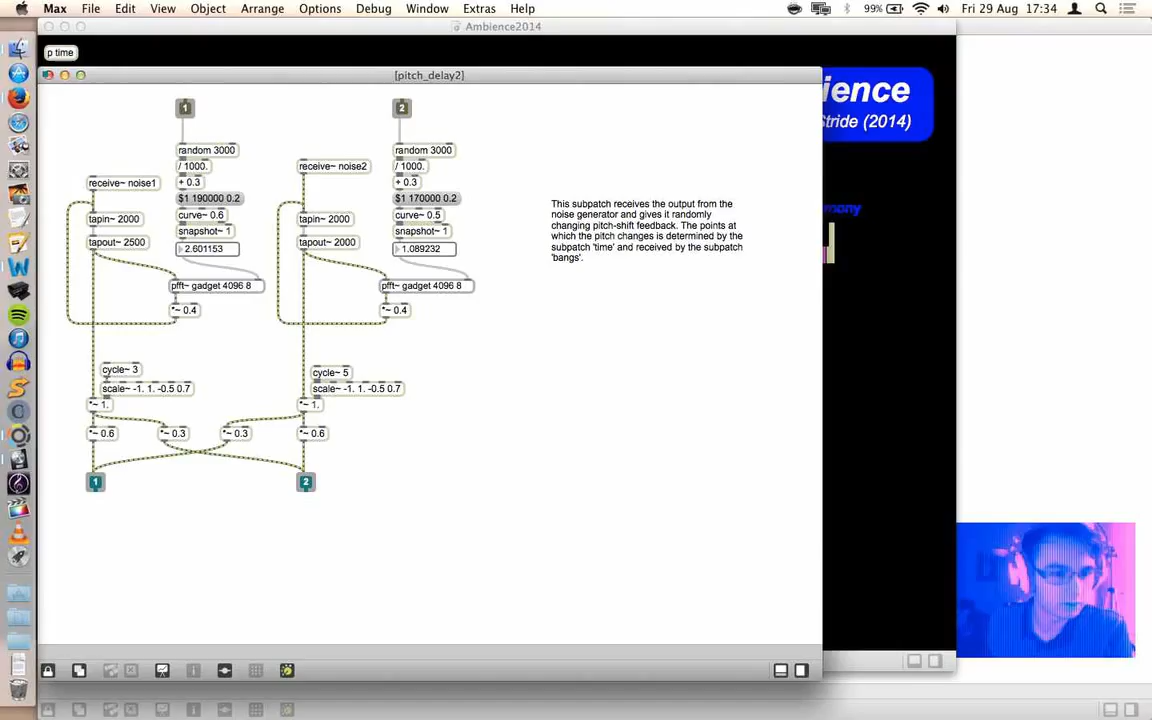 Max File Edit View Object Arrange Options Debug Window Extras Help 99% Fri 29 Aug 17:34
Ambience2014
p time
[pitch_delay2]
ience
Stride (2014)
mony
1 2
random 3000 random 3000
/ 1000. receive~ noise2 / 1000.
receive~ noise1 + 0.3 + 0.3
$1 190000 0.2 $1 170000 0.2
tapin~ 2000 curve~ 0.6 tapin~ 2000 curve~ 0.5
snapshot~ 1 snapshot~ 1
tapout~ 2500 2.601153 tapout~ 2000 1.089232
pfft~ gadget 4096 8 pfft~ gadget 4096 8
*~ 0.4 *~ 0.4
This subpatch receives the output from the
noise generator and gives it randomly
changing pitch-shift feedback. The points at
which the pitch changes is determined by the
subpatch 'time' and received by the subpatch
'bangs'.
cycle~ 3 cycle~ 5
scale~ -1. 1. -0.5 0.7 scale~ -1. 1. -0.5 0.7
*~ 1. *~ 1.
*~ 0.6 *~ 0.3 *~ 0.3 *~ 0.6
1 2